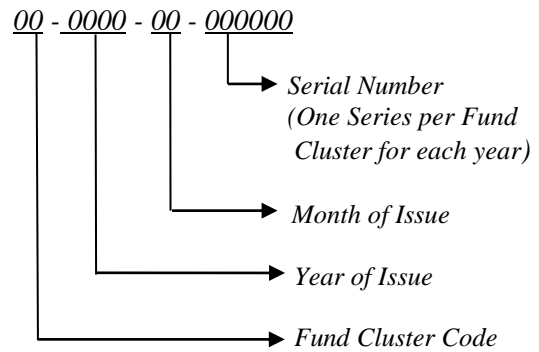 00 - 0000 - 00 - 000000
Serial Number
(One Series per Fund
Cluster for each year)
Month of Issue
Year of Issue
Fund Cluster Code